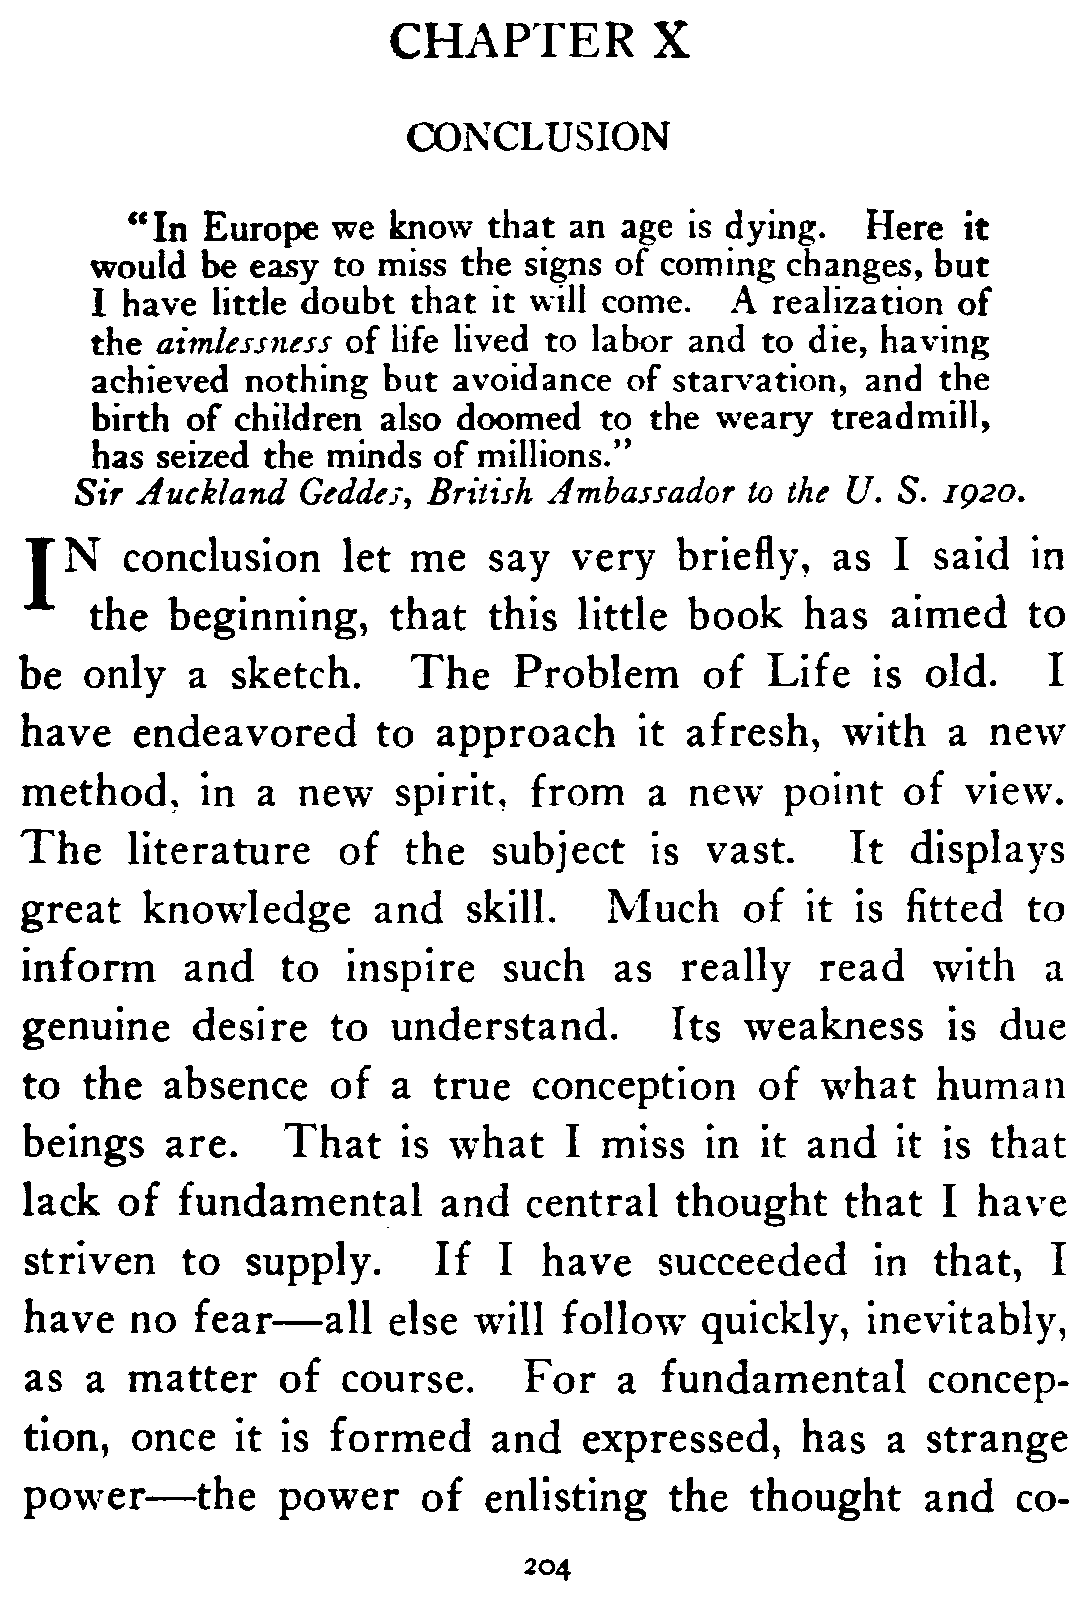 CHAPTER X
CONCLUSION
“In Europe we know that an age is dying. Here it
would be easy to miss the signs of coming changes, but
I have little doubt that it will come. A realization of
the aimlessness of life lived to labor and to die, having
achieved nothing but avoidance of starvation, and the
birth of children also doomed to the weary treadmill,
has seized the minds of millions.”
Sir Auckland Geddes, British Ambassador to the U. S. 1920.
IN conclusion let me say very briefly, as I said in
the beginning, that this little book has aimed to
be only a sketch. The Problem of Life is old. I
have endeavored to approach it afresh, with a new
method, in a new spirit, from a new point of view.
The literature of the subject is vast. It displays
great knowledge and skill. Much of it is fitted to
inform and to inspire such as really read with a
genuine desire to understand. Its weakness is due
to the absence of a true conception of what human
beings are. That is what I miss in it and it is that
lack of fundamental and central thought that I have
striven to supply. If I have succeeded in that, I
have no fear—all else will follow quickly, inevitably,
as a matter of course. For a fundamental concep-
tion, once it is formed and expressed, has a strange
power—the power of enlisting the thought and co-
204